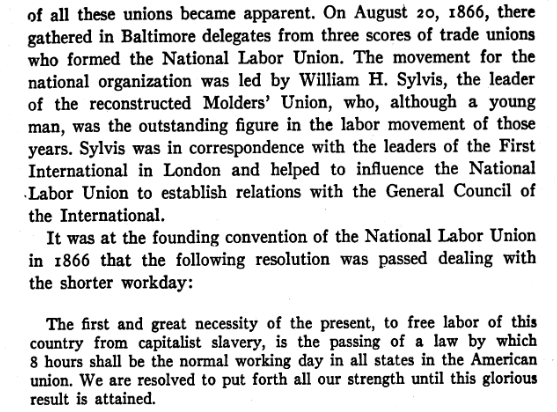 of all these unions became apparent. On August 20, 1866, there
gathered in Baltimore delegates from three scores of trade unions
who formed the National Labor Union. The movement for the
national organization was led by William H. Sylvis, the leader
of the reconstructed Molders' Union, who, although a young
man, was the outstanding figure in the labor movement of those
years. Sylvis was in correspondence with the leaders of the First
International in London and helped to influence the National
Labor Union to establish relations with the General Council of
the International.
It was at the founding convention of the National Labor Union
in 1866 that the following resolution was passed dealing with
the shorter workday:
The first and great necessity of the present, to free labor of this
country from capitalist slavery, is the passing of a law by which
8 hours shall be the normal working day in all states in the American
union. We are resolved to put forth all our strength until this glorious
result is attained.